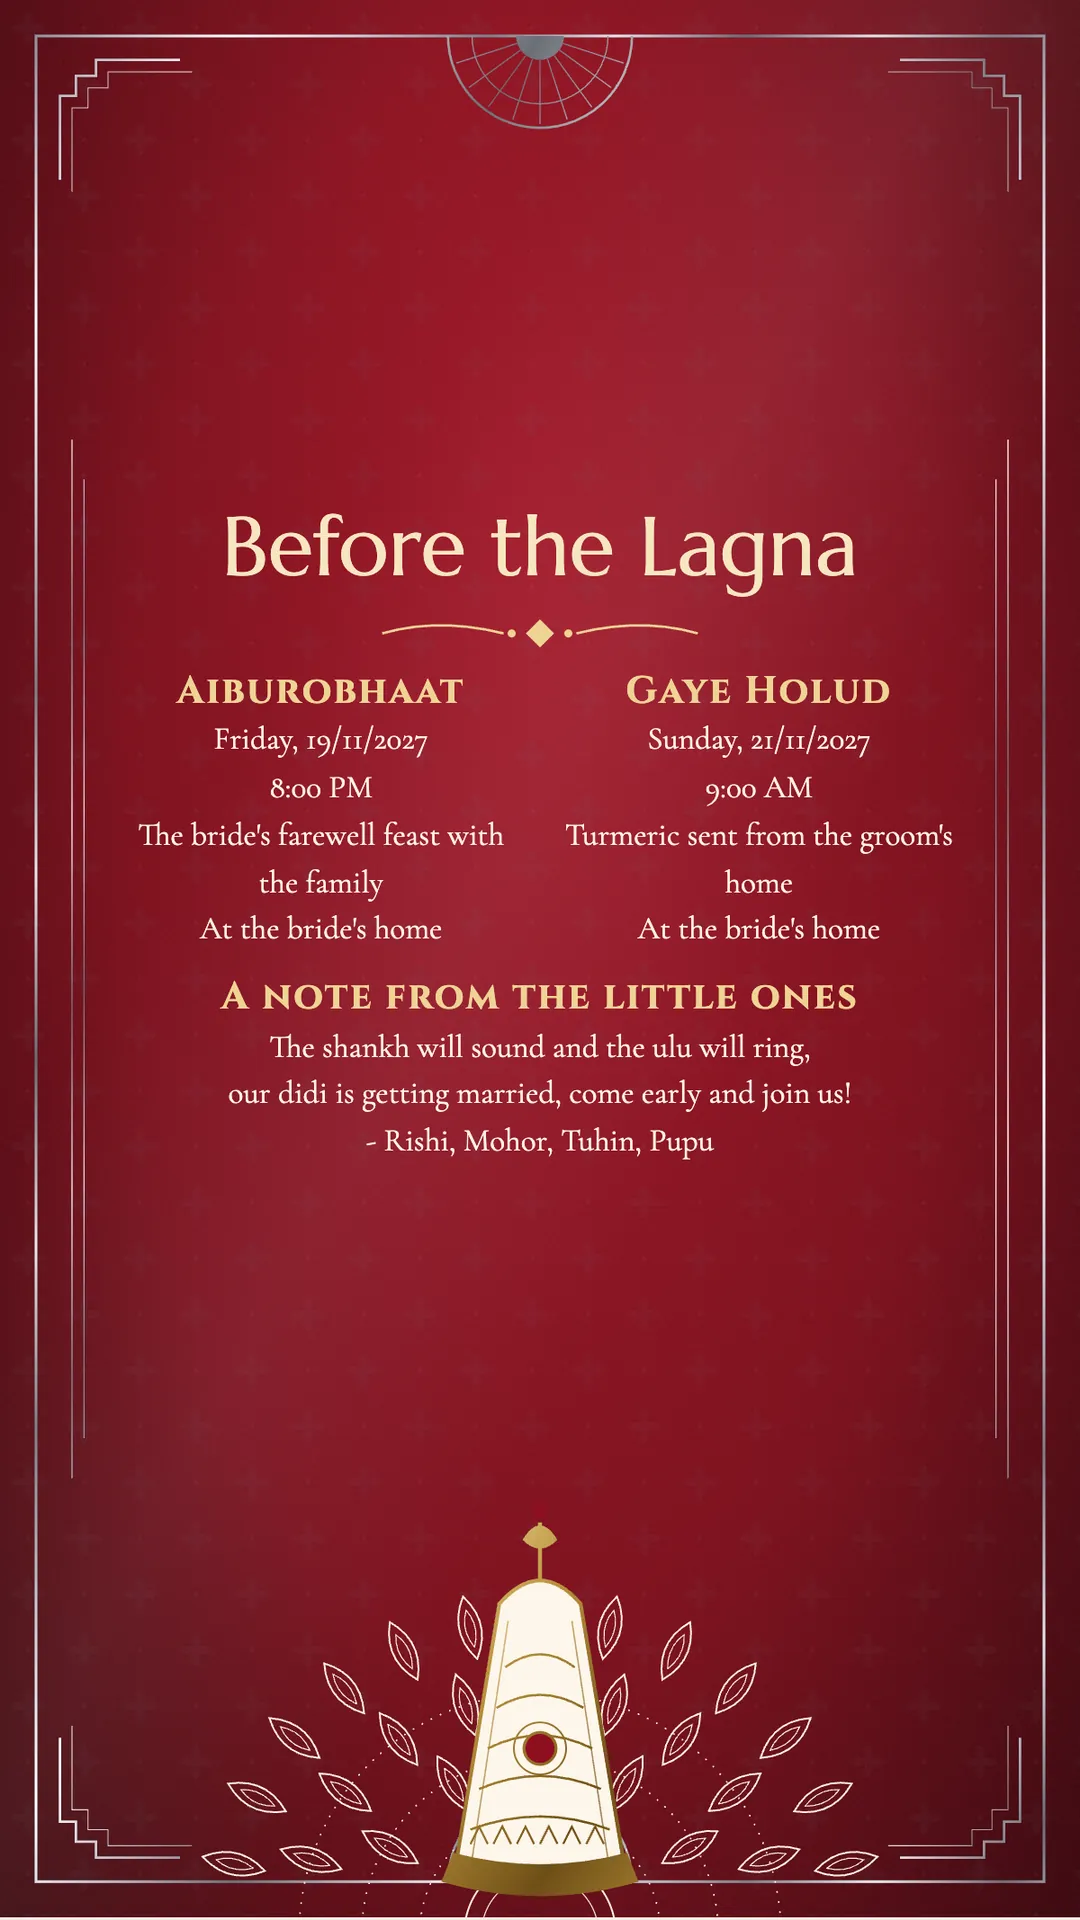 Before the Lagna
Aiburobhaat
Friday, 19/11/2027
8:00 PM
The bride's farewell feast with
the family
At the bride's home
Gaye Holud
Sunday, 21/11/2027
9:00 AM
Turmeric sent from the groom's
home
At the bride's home
A note from the little ones
The shankh will sound and the ulu will ring,
our didi is getting married, come early and join us!
- Rishi, Mohor, Tuhin, Pupu